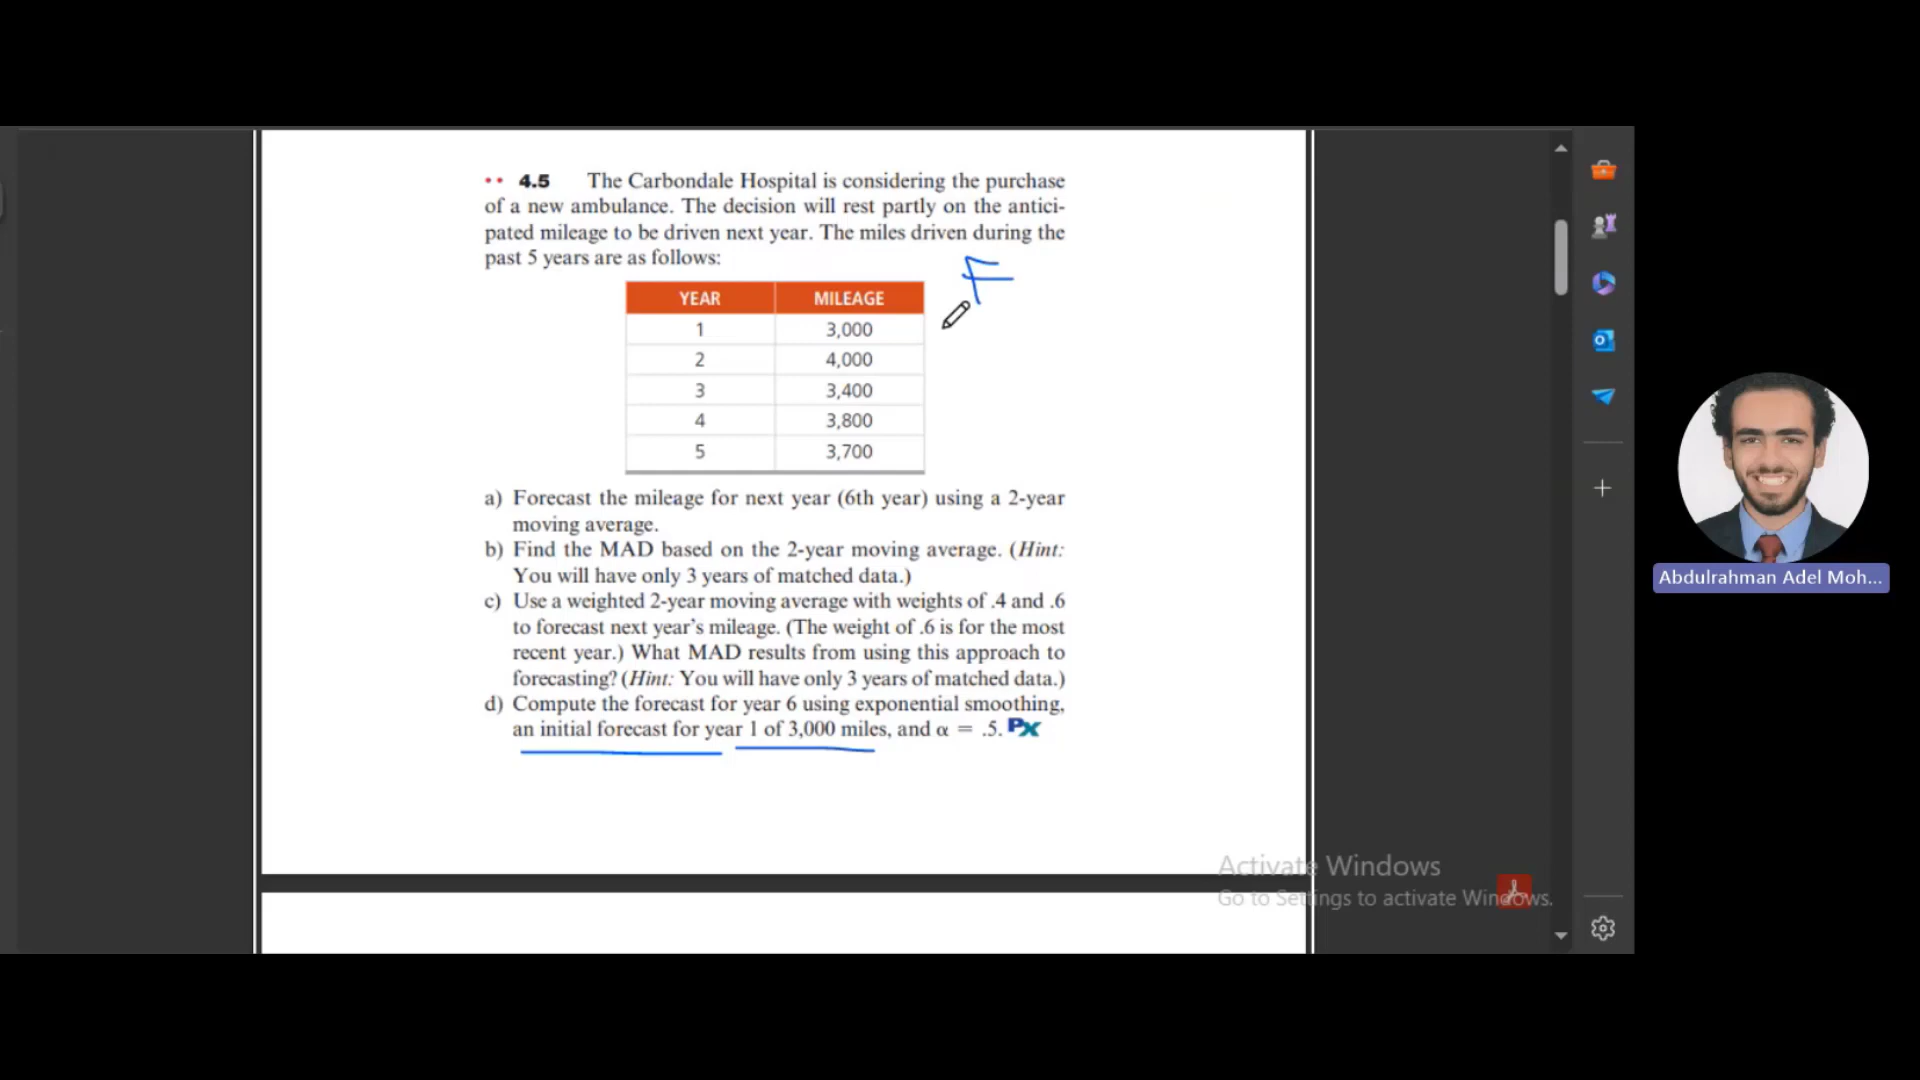 •• 4.5 The Carbondale Hospital is considering the purchase
of a new ambulance. The decision will rest partly on the antici-
pated mileage to be driven next year. The miles driven during the
past 5 years are as follows:
F
YEAR MILEAGE
1 3,000
2 4,000
3 3,400
4 3,800
5 3,700
a) Forecast the mileage for next year (6th year) using a 2-year
moving average.
b) Find the MAD based on the 2-year moving average. (Hint:
You will have only 3 years of matched data.)
c) Use a weighted 2-year moving average with weights of .4 and .6
to forecast next year's mileage. (The weight of .6 is for the most
recent year.) What MAD results from using this approach to
forecasting? (Hint: You will have only 3 years of matched data.)
d) Compute the forecast for year 6 using exponential smoothing,
an initial forecast for year 1 of 3,000 miles, and α = .5. PX
Abdulrahman Adel Moh...
Activate Windows
Go to Settings to activate Windows.